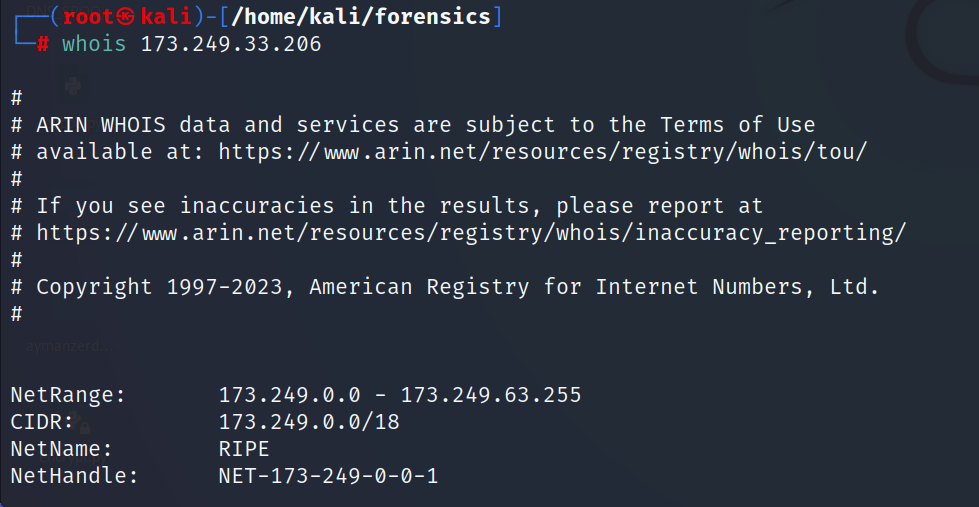 (root㉿kali)-[/home/kali/forensics]
# whois 173.249.33.206
#
# ARIN WHOIS data and services are subject to the Terms of Use
# available at: https://www.arin.net/resources/registry/whois/tou/
#
# If you see inaccuracies in the results, please report at
# https://www.arin.net/resources/registry/whois/inaccuracy_reporting/
#
# Copyright 1997-2023, American Registry for Internet Numbers, Ltd.
#
aymanzerd...
NetRange: 173.249.0.0 - 173.249.63.255
CIDR: 173.249.0.0/18
NetName: RIPE
NetHandle: NET-173-249-0-0-1